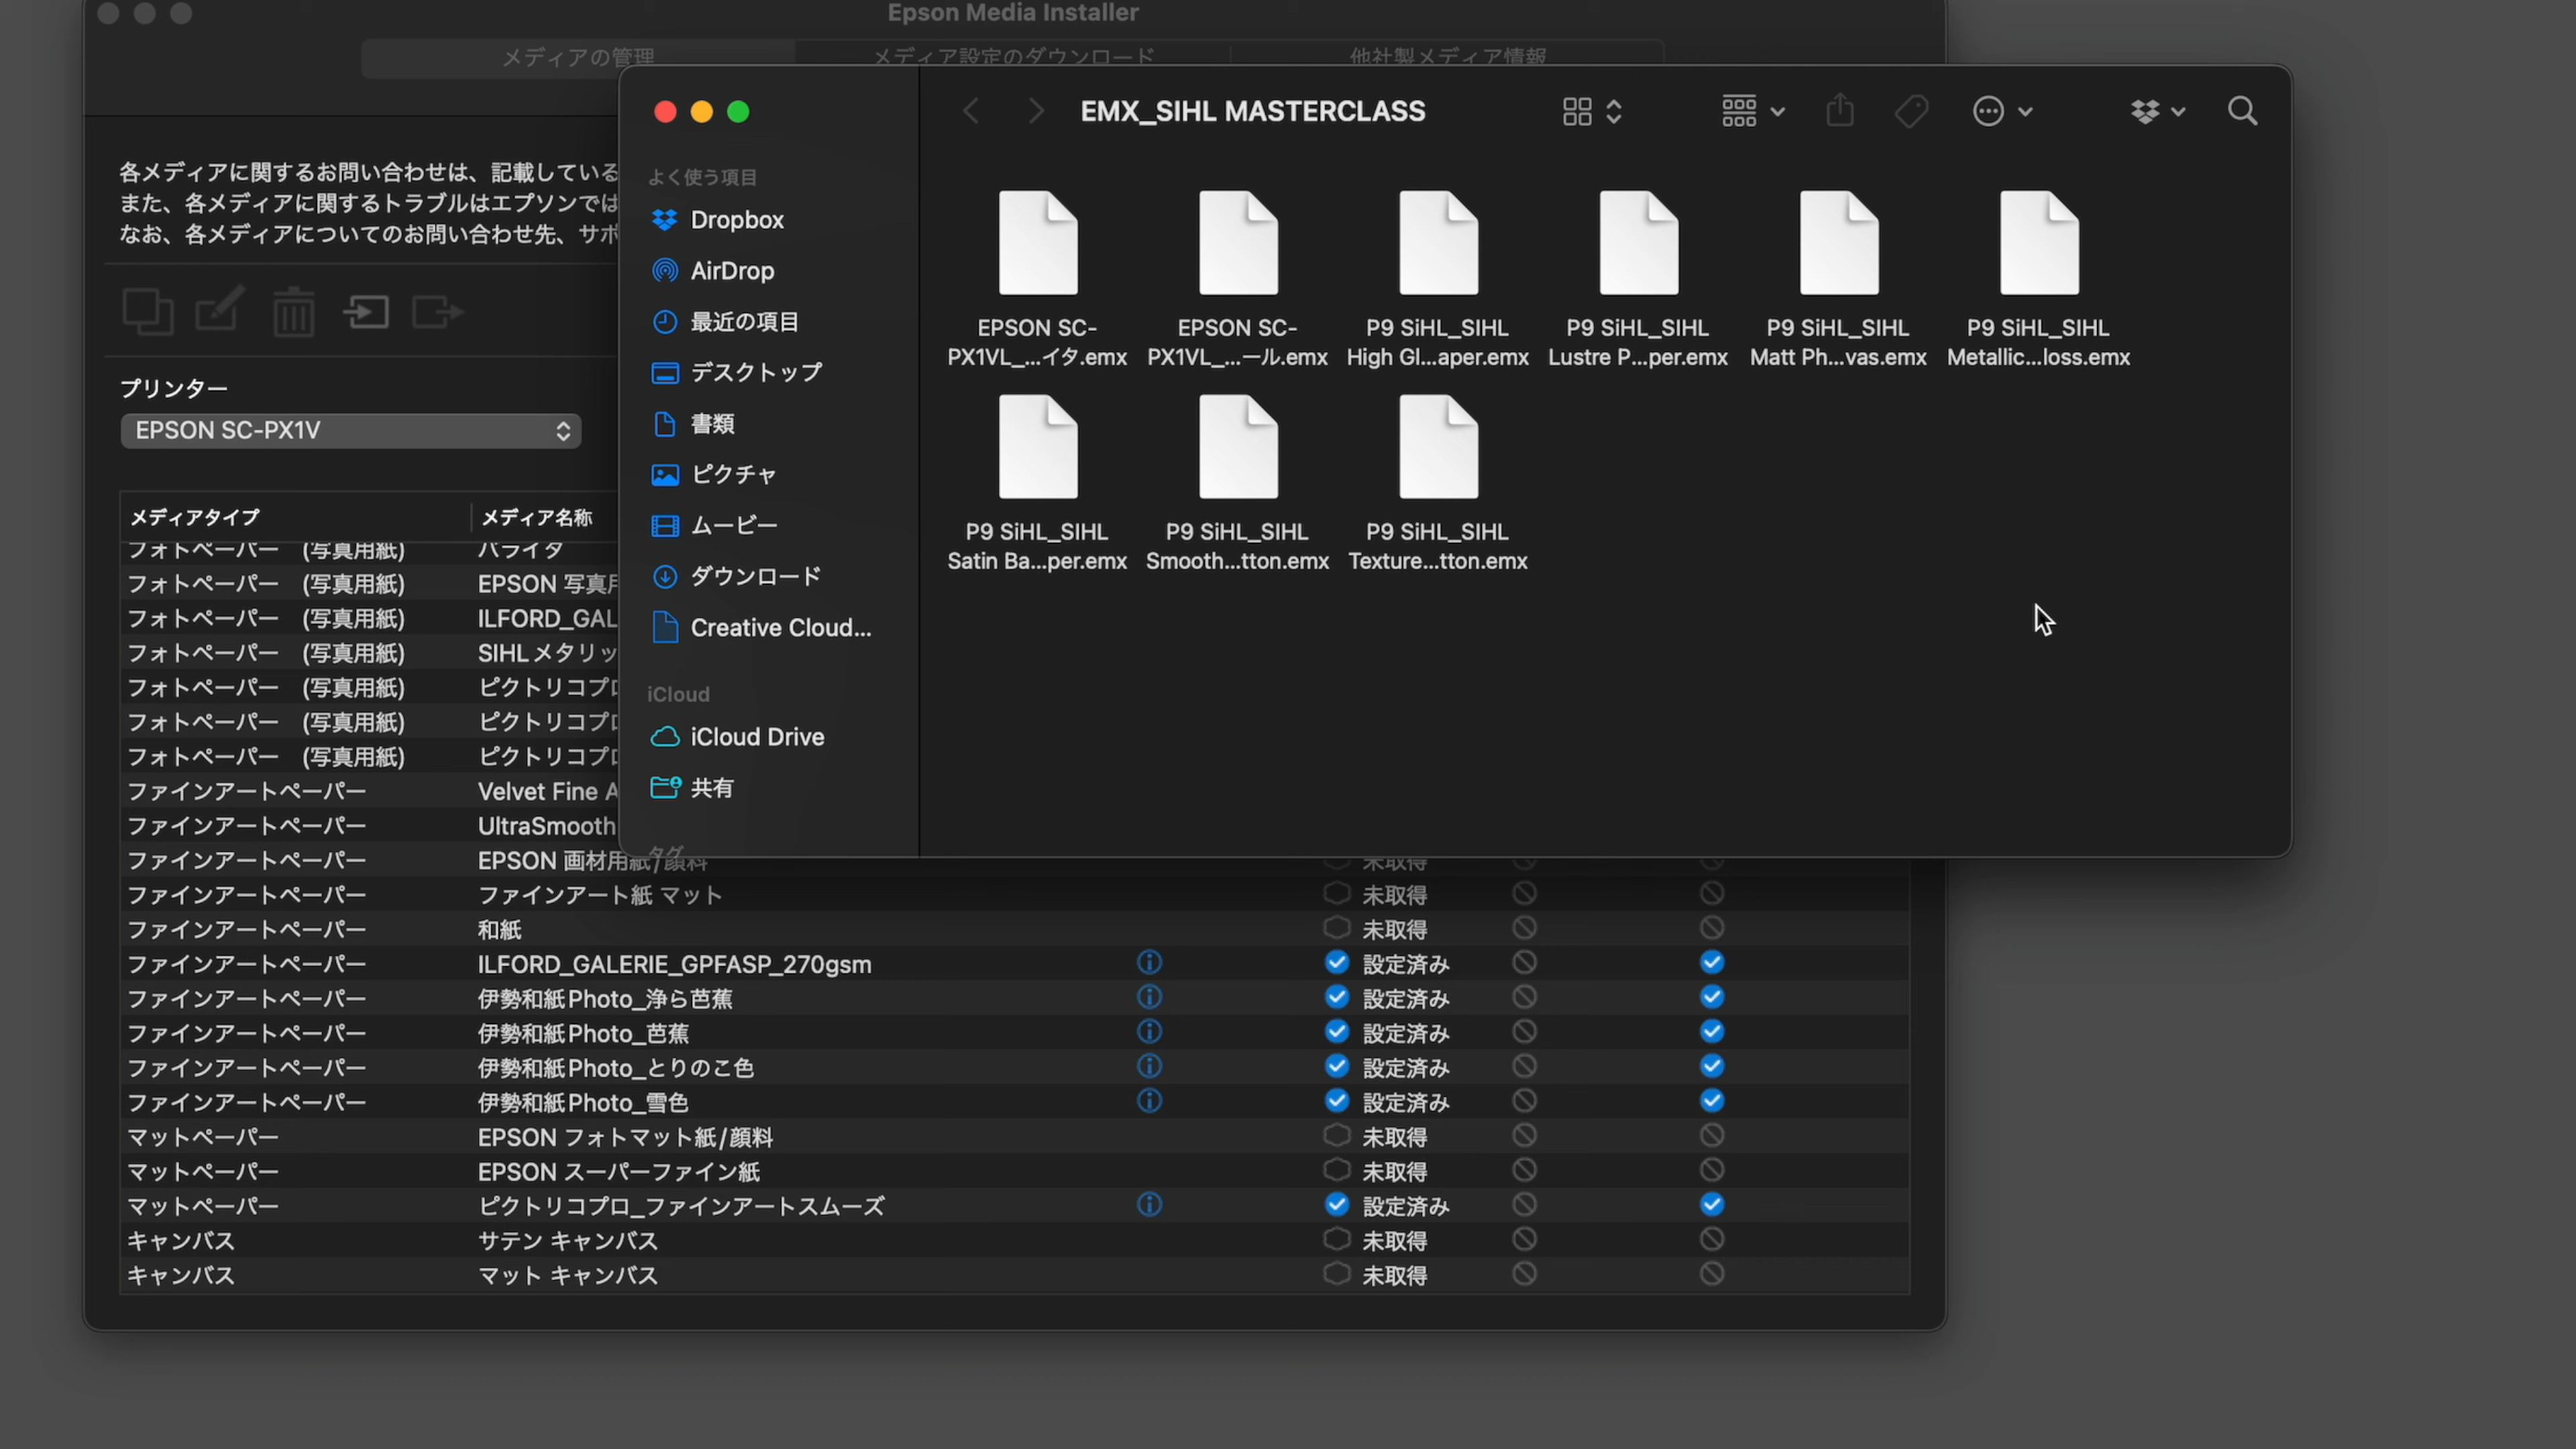 Epson Media Installer
メディアの管理
メディア設定のダウンロード
他社製メディア情報
各メディアに関するお問い合わせは、記載している
また、各メディアに関するトラブルはエプソンでは
なお、各メディアについてのお問い合わせ先、サポ
プリンター
EPSON SC-PX1V
メディアタイプ メディア名称
フォトペーパー (写真用紙) バライタ
フォトペーパー (写真用紙) EPSON 写真用
フォトペーパー (写真用紙) ILFORD_GAL
フォトペーパー (写真用紙) SIHLメタリッ
フォトペーパー (写真用紙) ピクトリコプロ
フォトペーパー (写真用紙) ピクトリコプロ
フォトペーパー (写真用紙) ピクトリコプロ
ファインアートペーパー Velvet Fine A
ファインアートペーパー UltraSmooth
ファインアートペーパー EPSON 画材用紙/顔料 未取得
ファインアートペーパー ファインアート紙 マット 未取得
ファインアートペーパー 和紙 未取得
ファインアートペーパー ILFORD_GALERIE_GPFASP_270gsm 設定済み
ファインアートペーパー 伊勢和紙Photo_浄ら芭蕉 設定済み
ファインアートペーパー 伊勢和紙Photo_芭蕉 設定済み
ファインアートペーパー 伊勢和紙Photo_とりのこ色 設定済み
ファインアートペーパー 伊勢和紙Photo_雪色 設定済み
マットペーパー EPSON フォトマット紙/顔料 未取得
マットペーパー EPSON スーパーファイン紙 未取得
マットペーパー ピクトリコプロ_ファインアートスムーズ 設定済み
キャンバス サテン キャンバス 未取得
キャンバス マット キャンバス 未取得
EMX_SIHL MASTERCLASS
よく使う項目
Dropbox
AirDrop
最近の項目
デスクトップ
書類
ピクチャ
ムービー
ダウンロード
Creative Cloud...
iCloud
iCloud Drive
共有
タグ
EPSON SC-
PX1VL_...イタ.emx
EPSON SC-
PX1VL_...ール.emx
P9 SiHL_SIHL
High Gl...aper.emx
P9 SiHL_SIHL
Lustre P...per.emx
P9 SiHL_SIHL
Matt Ph...vas.emx
P9 SiHL_SIHL
Metallic...loss.emx
P9 SiHL_SIHL
Satin Ba...per.emx
P9 SiHL_SIHL
Smooth...tton.emx
P9 SiHL_SIHL
Texture...tton.emx